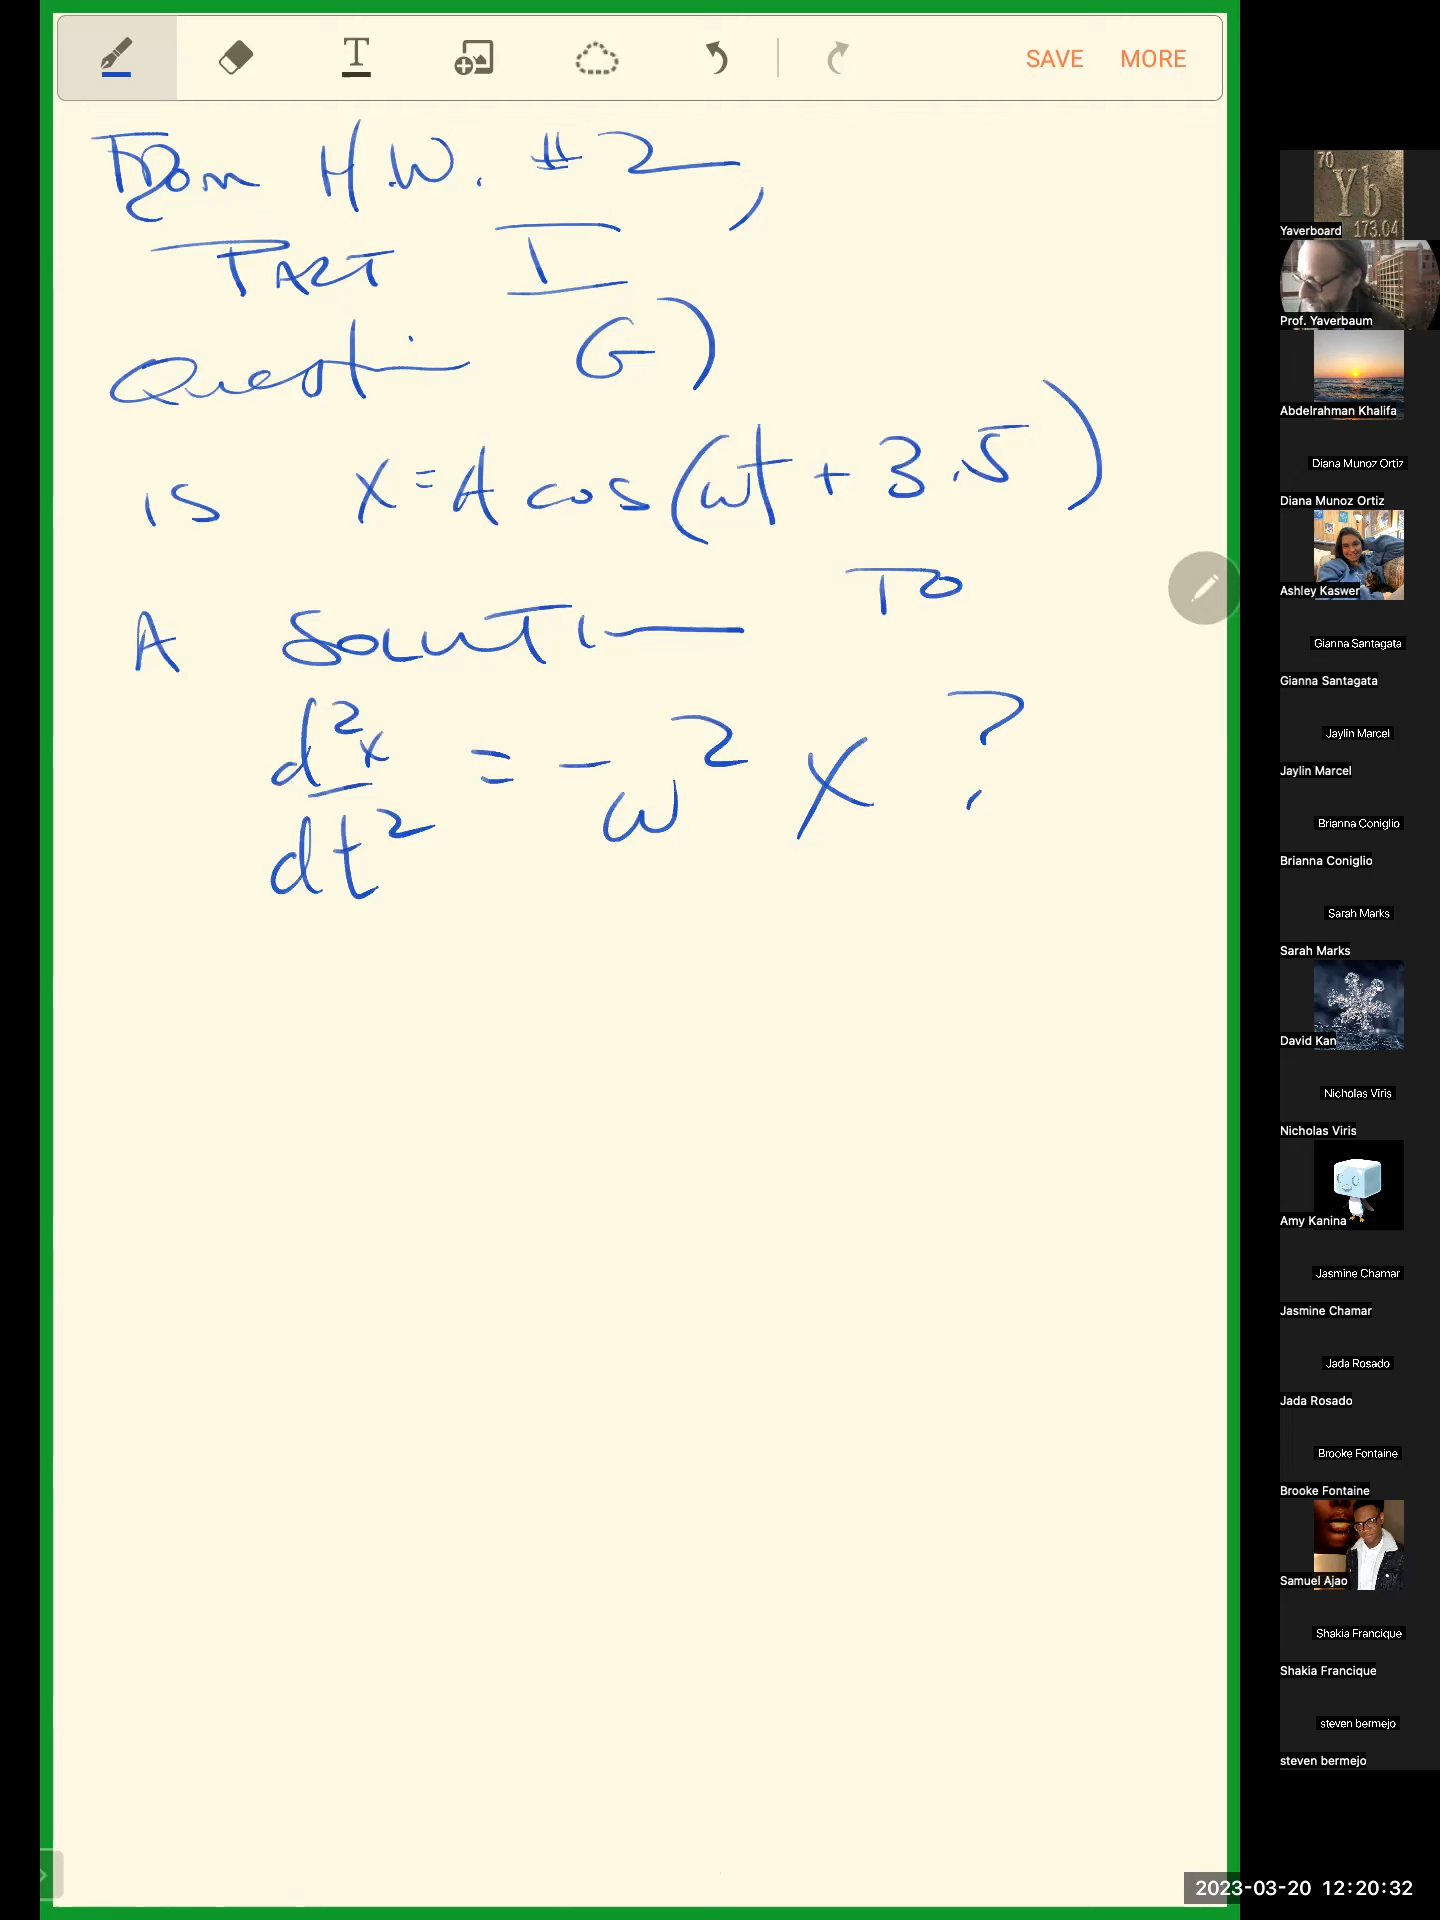 SAVE MORE
From H.W. #2,
PART I
Question G)
is x = A cos(ωt + 3.5)
A SOLUTION TO
d²x/dt² = -ω² x ?
70
Yb
173.04
Yaverboard
Prof. Yaverbaum
Abdelrahman Khalifa
Diana Munoz Ortiz
Diana Munoz Ortiz
Ashley Kaswer
Gianna Santagata
Gianna Santagata
Jaylin Marcel
Jaylin Marcel
Brianna Coniglio
Brianna Coniglio
Sarah Marks
Sarah Marks
David Kan
Nicholas Viris
Nicholas Viris
Amy Kanina
Jasmine Chamar
Jasmine Chamar
Jada Rosado
Jada Rosado
Brooke Fontaine
Brooke Fontaine
Samuel Ajao
Shakia Francique
Shakia Francique
steven bermejo
steven bermejo
2023-03-20 12:20:32